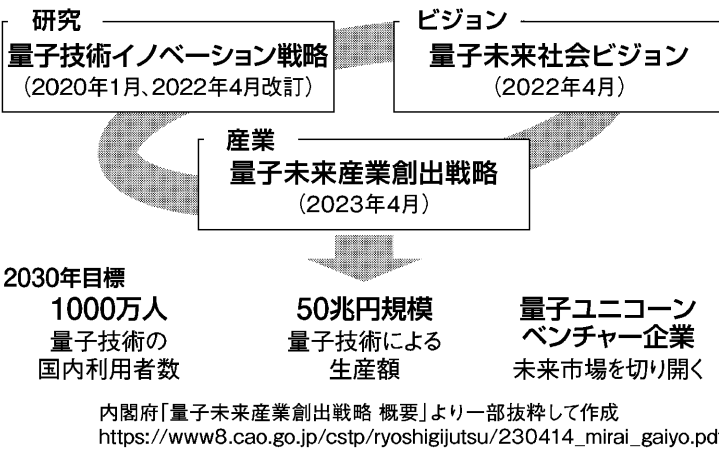 研究
量子技術イノベーション戦略
（2020年1月、2022年4月改訂）
ビジョン
量子未来社会ビジョン
（2022年4月）
産業
量子未来産業創出戦略
（2023年4月）
2030年目標
1000万人
量子技術の
国内利用者数
50兆円規模
量子技術による
生産額
量子ユニコーン
ベンチャー企業
未来市場を切り開く
内閣府「量子未来産業創出戦略 概要」より一部抜粋して作成
https://www8.cao.go.jp/cstp/ryoshigijutsu/230414_mirai_gaiyo.pd